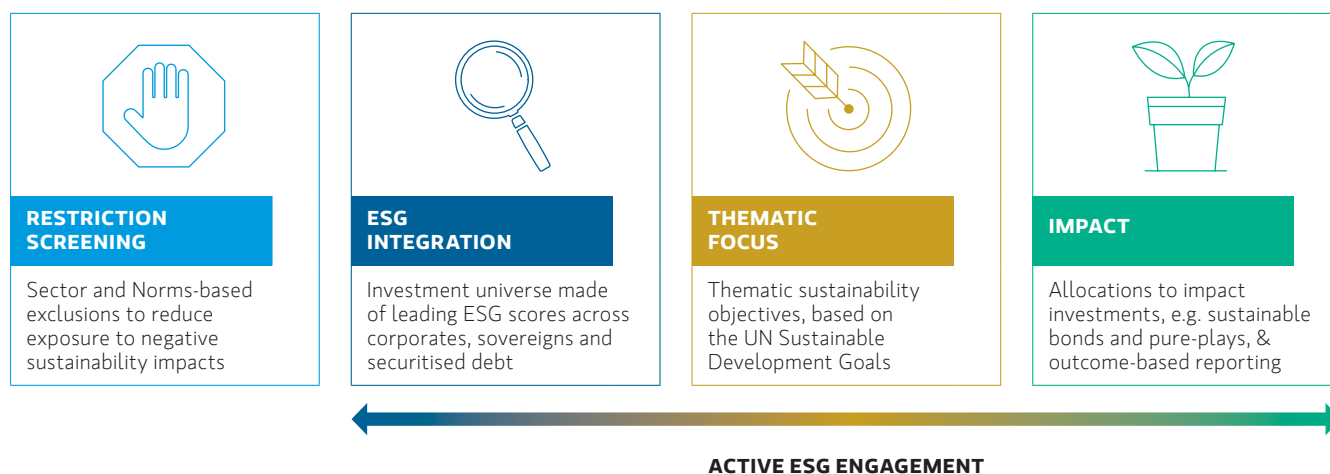 RESTRICTION
SCREENING
Sector and Norms-based
exclusions to reduce
exposure to negative
sustainability impacts
ESG
INTEGRATION
Investment universe made
of leading ESG scores across
corporates, sovereigns and
securitised debt
THEMATIC
FOCUS
Thematic sustainability
objectives, based on
the UN Sustainable
Development Goals
IMPACT
Allocations to impact
investments, e.g. sustainable
bonds and pure-plays, &
outcome-based reporting
ACTIVE ESG ENGAGEMENT